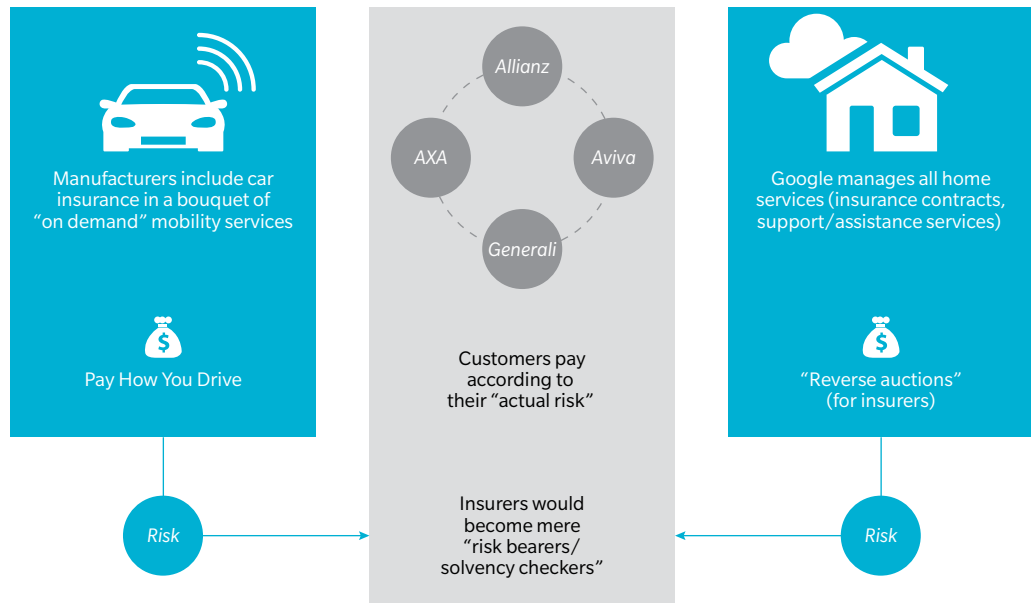 Manufacturers include car
insurance in a bouquet of
“on demand” mobility services
$
Pay How You Drive
Risk
Allianz
AXA
Aviva
Generali
Customers pay
according to
their “actual risk”
Insurers would
become mere
“risk bearers/
solvency checkers”
Google manages all home
services (insurance contracts,
support/assistance services)
$
“Reverse auctions”
(for insurers)
Risk